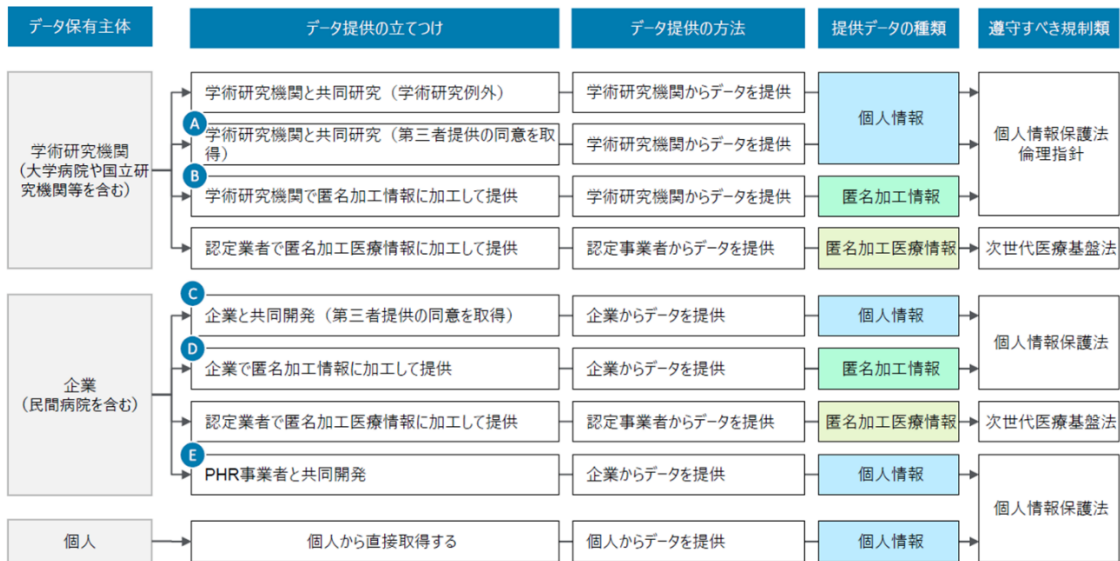 データ保有主体
データ提供の立てつけ
データ提供の方法
提供データの種類
遵守すべき規制類
学術研究機関
(大学病院や国立研
究機関等を含む)
学術研究機関と共同研究(学術研究例外)
学術研究機関からデータを提供
個人情報
個人情報保護法
倫理指針
A
学術研究機関と共同研究(第三者提供の同意を取
得)
学術研究機関からデータを提供
B
学術研究機関で匿名加工情報に加工して提供
学術研究機関からデータを提供
匿名加工情報
認定業者で匿名加工医療情報に加工して提供
認定事業者からデータを提供
匿名加工医療情報
次世代医療基盤法
企業
(民間病院を含む)
C
企業と共同開発(第三者提供の同意を取得)
企業からデータを提供
個人情報
個人情報保護法
D
企業で匿名加工情報に加工して提供
企業からデータを提供
匿名加工情報
認定業者で匿名加工医療情報に加工して提供
認定事業者からデータを提供
匿名加工医療情報
次世代医療基盤法
E
PHR事業者と共同開発
企業からデータを提供
個人情報
個人情報保護法
個人
個人から直接取得する
個人からデータを提供
個人情報